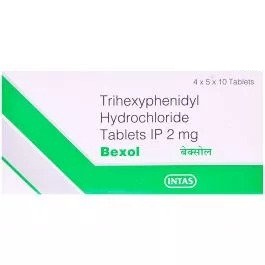 4 x 5 x 10 Tablets
Trihexyphenidyl
Hydrochloride
Tablets IP 2 mg
Bexol बेक्सोल
INTAS